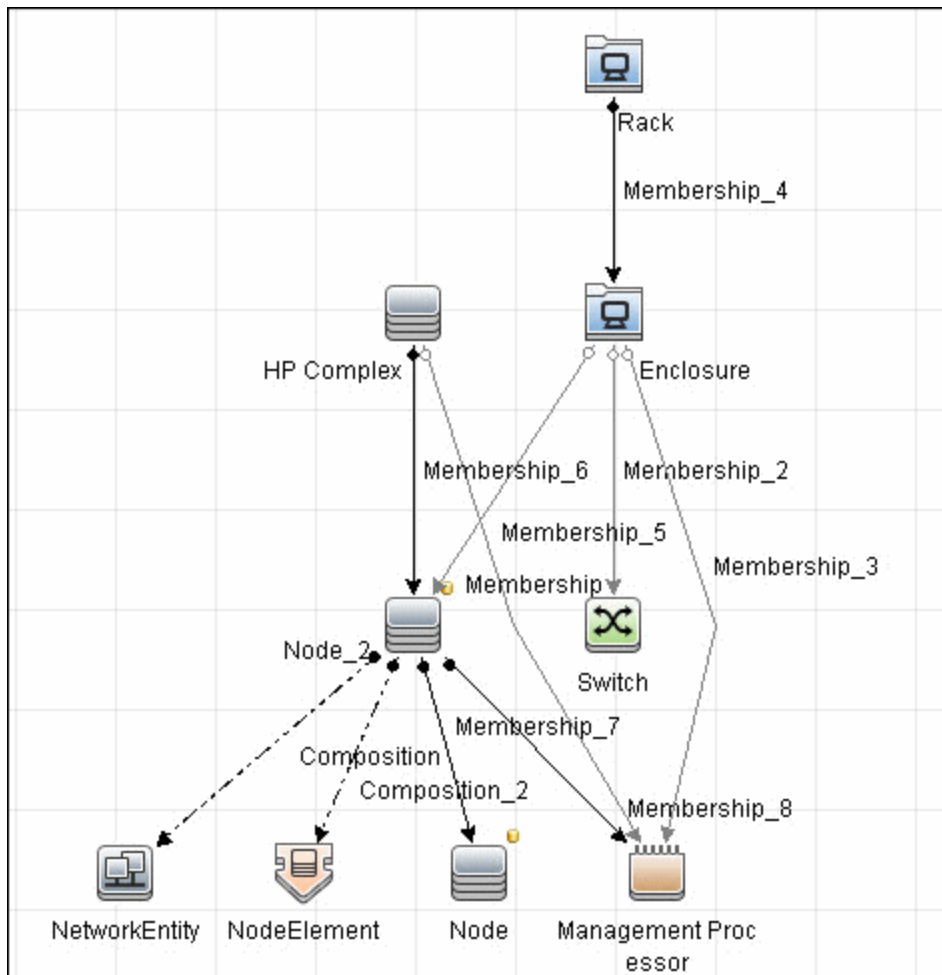 Rack
Membership_4
HP Complex
Enclosure
Membership_6
Membership_2
Membership_5
Membership_3
Membership
Node_2
Switch
Membership_7
Composition
Composition_2
Membership_8
NetworkEntity
NodeElement
Node
Management Proc
essor